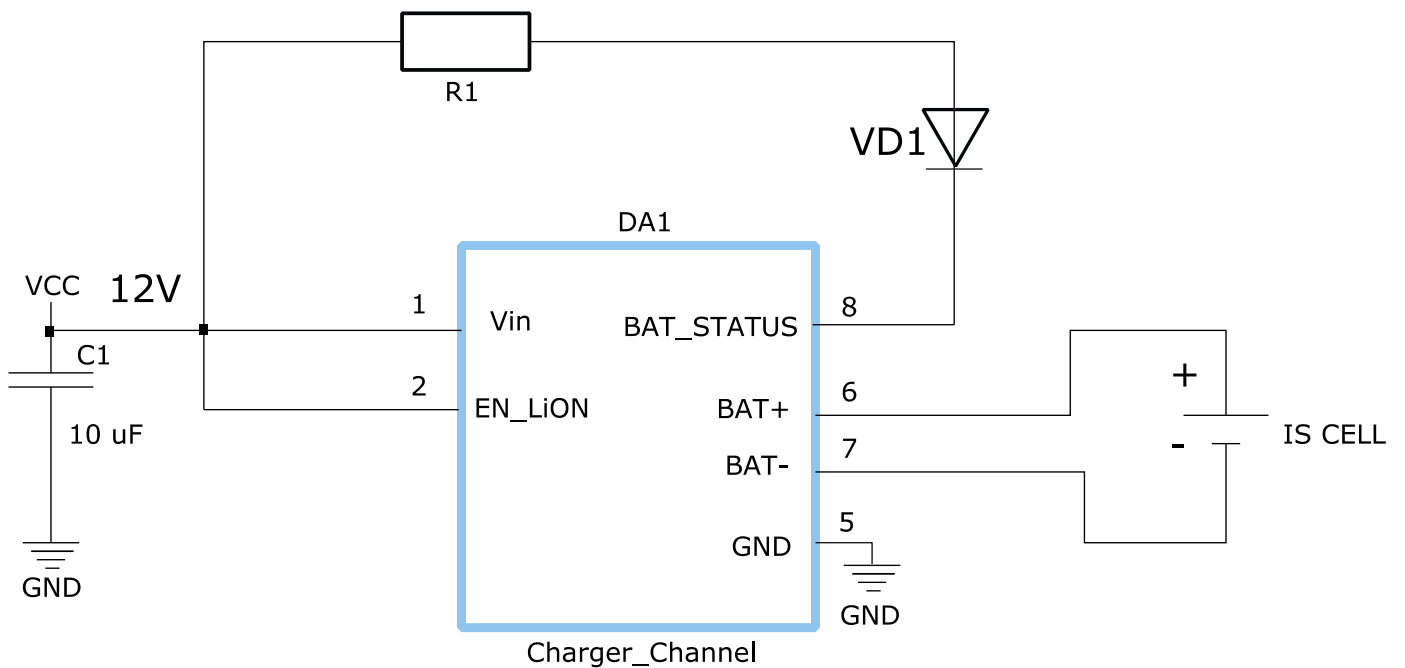 R1
VD1
DA1
VCC
12V
1
Vin
BAT_STATUS
8
C1
2
EN_LiON
BAT+
6
+
10 uF
BAT-
7
-
IS CELL
GND
5
GND
GND
Charger_Channel